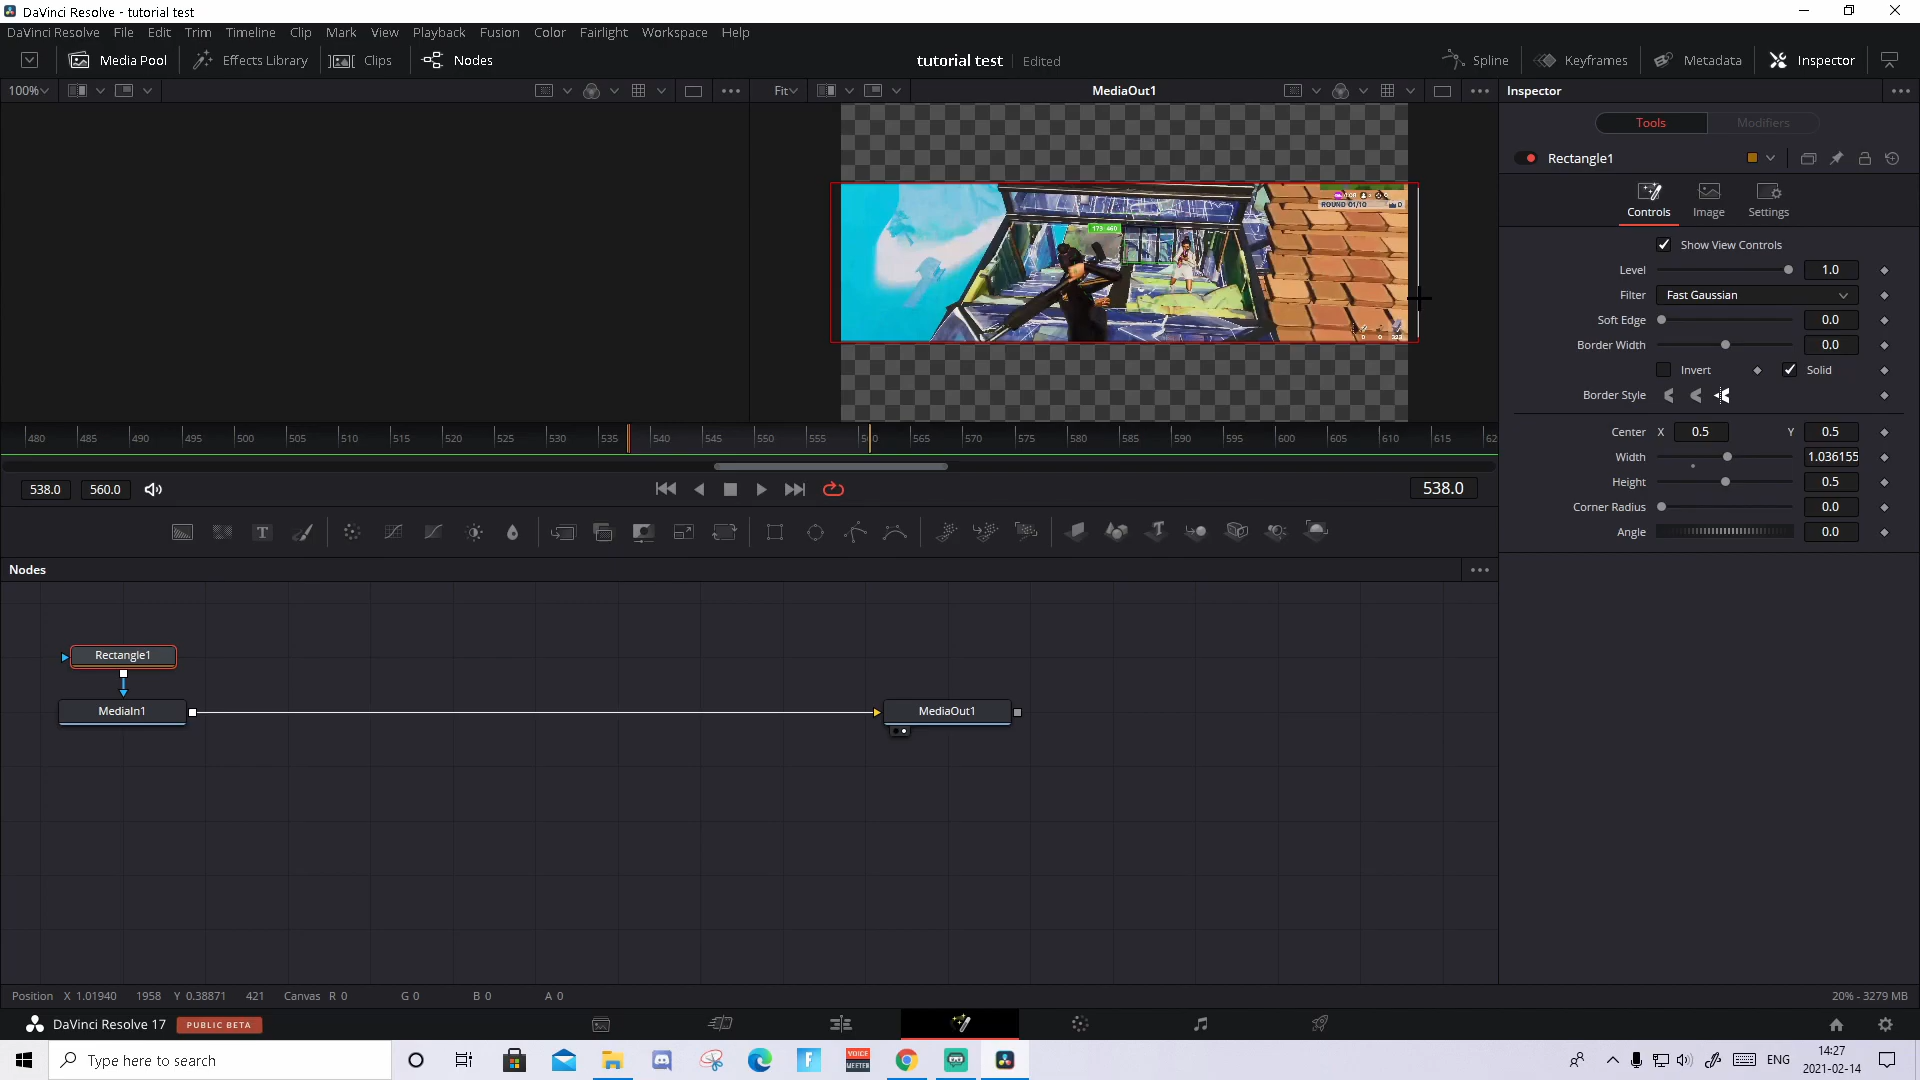 DaVinci Resolve - tutorial test
DaVinci Resolve File Edit Trim Timeline Clip Mark View Playback Fusion Color Fairlight Workspace Help
Media Pool Effects Library Clips Nodes tutorial test Edited Spline Keyframes Metadata Inspector
100% Fit MediaOut1 Inspector
Tools Modifiers
Rectangle1
Controls Image Settings
Show View Controls
Level 1.0
Filter Fast Gaussian
Soft Edge 0.0
Border Width 0.0
Invert Solid
Border Style
Center X 0.5 Y 0.5
Width 1.036155
Height 0.5
Corner Radius 0.0
Angle 0.0
ROUND 01/10
173 460
480 485 490 495 500 505 510 515 520 525 530 535 540 545 550 555 565 570 575 580 585 590 595 600 605 610 615 62
538.0 560.0 538.0
T
Nodes
Rectangle1
MediaIn1 MediaOut1
Position X 1.01940 1958 Y 0.38871 421 Canvas R 0 G 0 B 0 A 0 20% - 3279 MB
DaVinci Resolve 17 PUBLIC BETA
Type here to search VOICE MEETER ENG 14:27
2021-02-14